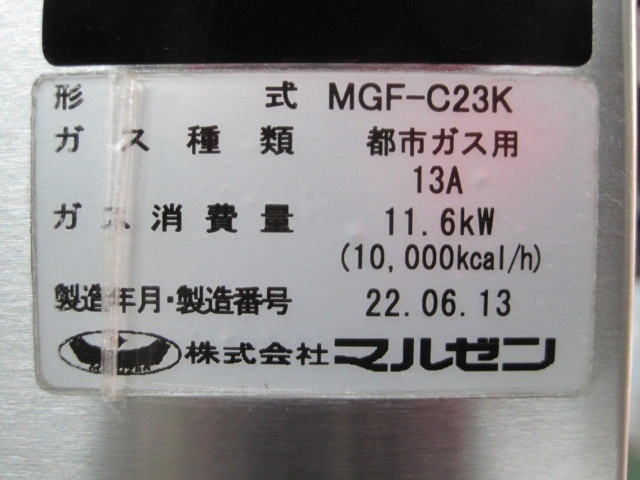 形式 MGF-C23K
ガス種類 都市ガス用
13A
ガス消費量 11.6kW
(10,000kcal/h)
製造年月・製造番号 22.06.13
株式会社マルゼン